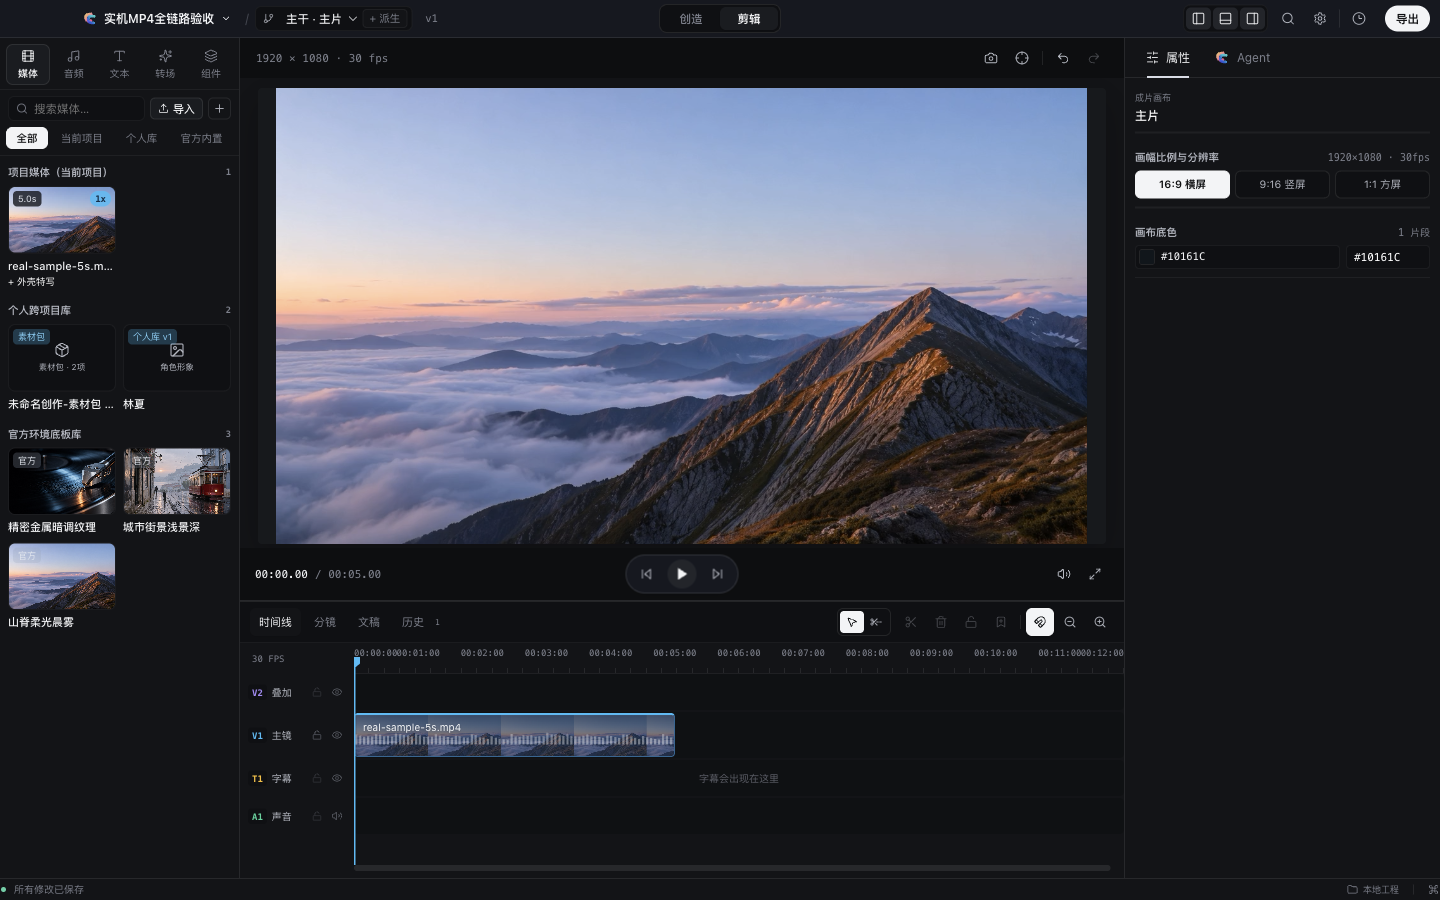 实机MP4全链路验收 / 主干 · 主片 + 派生 v1
创造 剪辑
导出
媒体 音频 文本 转场 组件
搜索媒体... 导入
全部 当前项目 个人库 官方内置
项目媒体（当前项目） 1
5.0s 1x
real-sample-5s.m...
+ 外壳特写
个人跨项目库 2
素材包 个人库 v1
素材包 · 2项 角色形象
未命名创作-素材包 ... 林夏
官方环境底板库 3
官方 官方
精密金属暗调纹理 城市街景浅景深
官方
山脊柔光晨雾
1920 × 1080 · 30 fps
00:00.00 / 00:05.00
属性 Agent
成片画布
主片
画幅比例与分辨率 1920×1080 · 30fps
16:9 横屏 9:16 竖屏 1:1 方屏
画布底色 1 片段
#10161C #10161C
时间线 分镜 文稿 历史 1
30 FPS 00:00:00 00:01:00 00:02:00 00:03:00 00:04:00 00:05:00 00:06:00 00:07:00 00:08:00 00:09:00 00:10:00 00:11:00 00:12:00
V2 叠加
V1 主镜 real-sample-5s.mp4
T1 字幕 字幕会出现在这里
A1 声音
所有修改已保存 本地工程